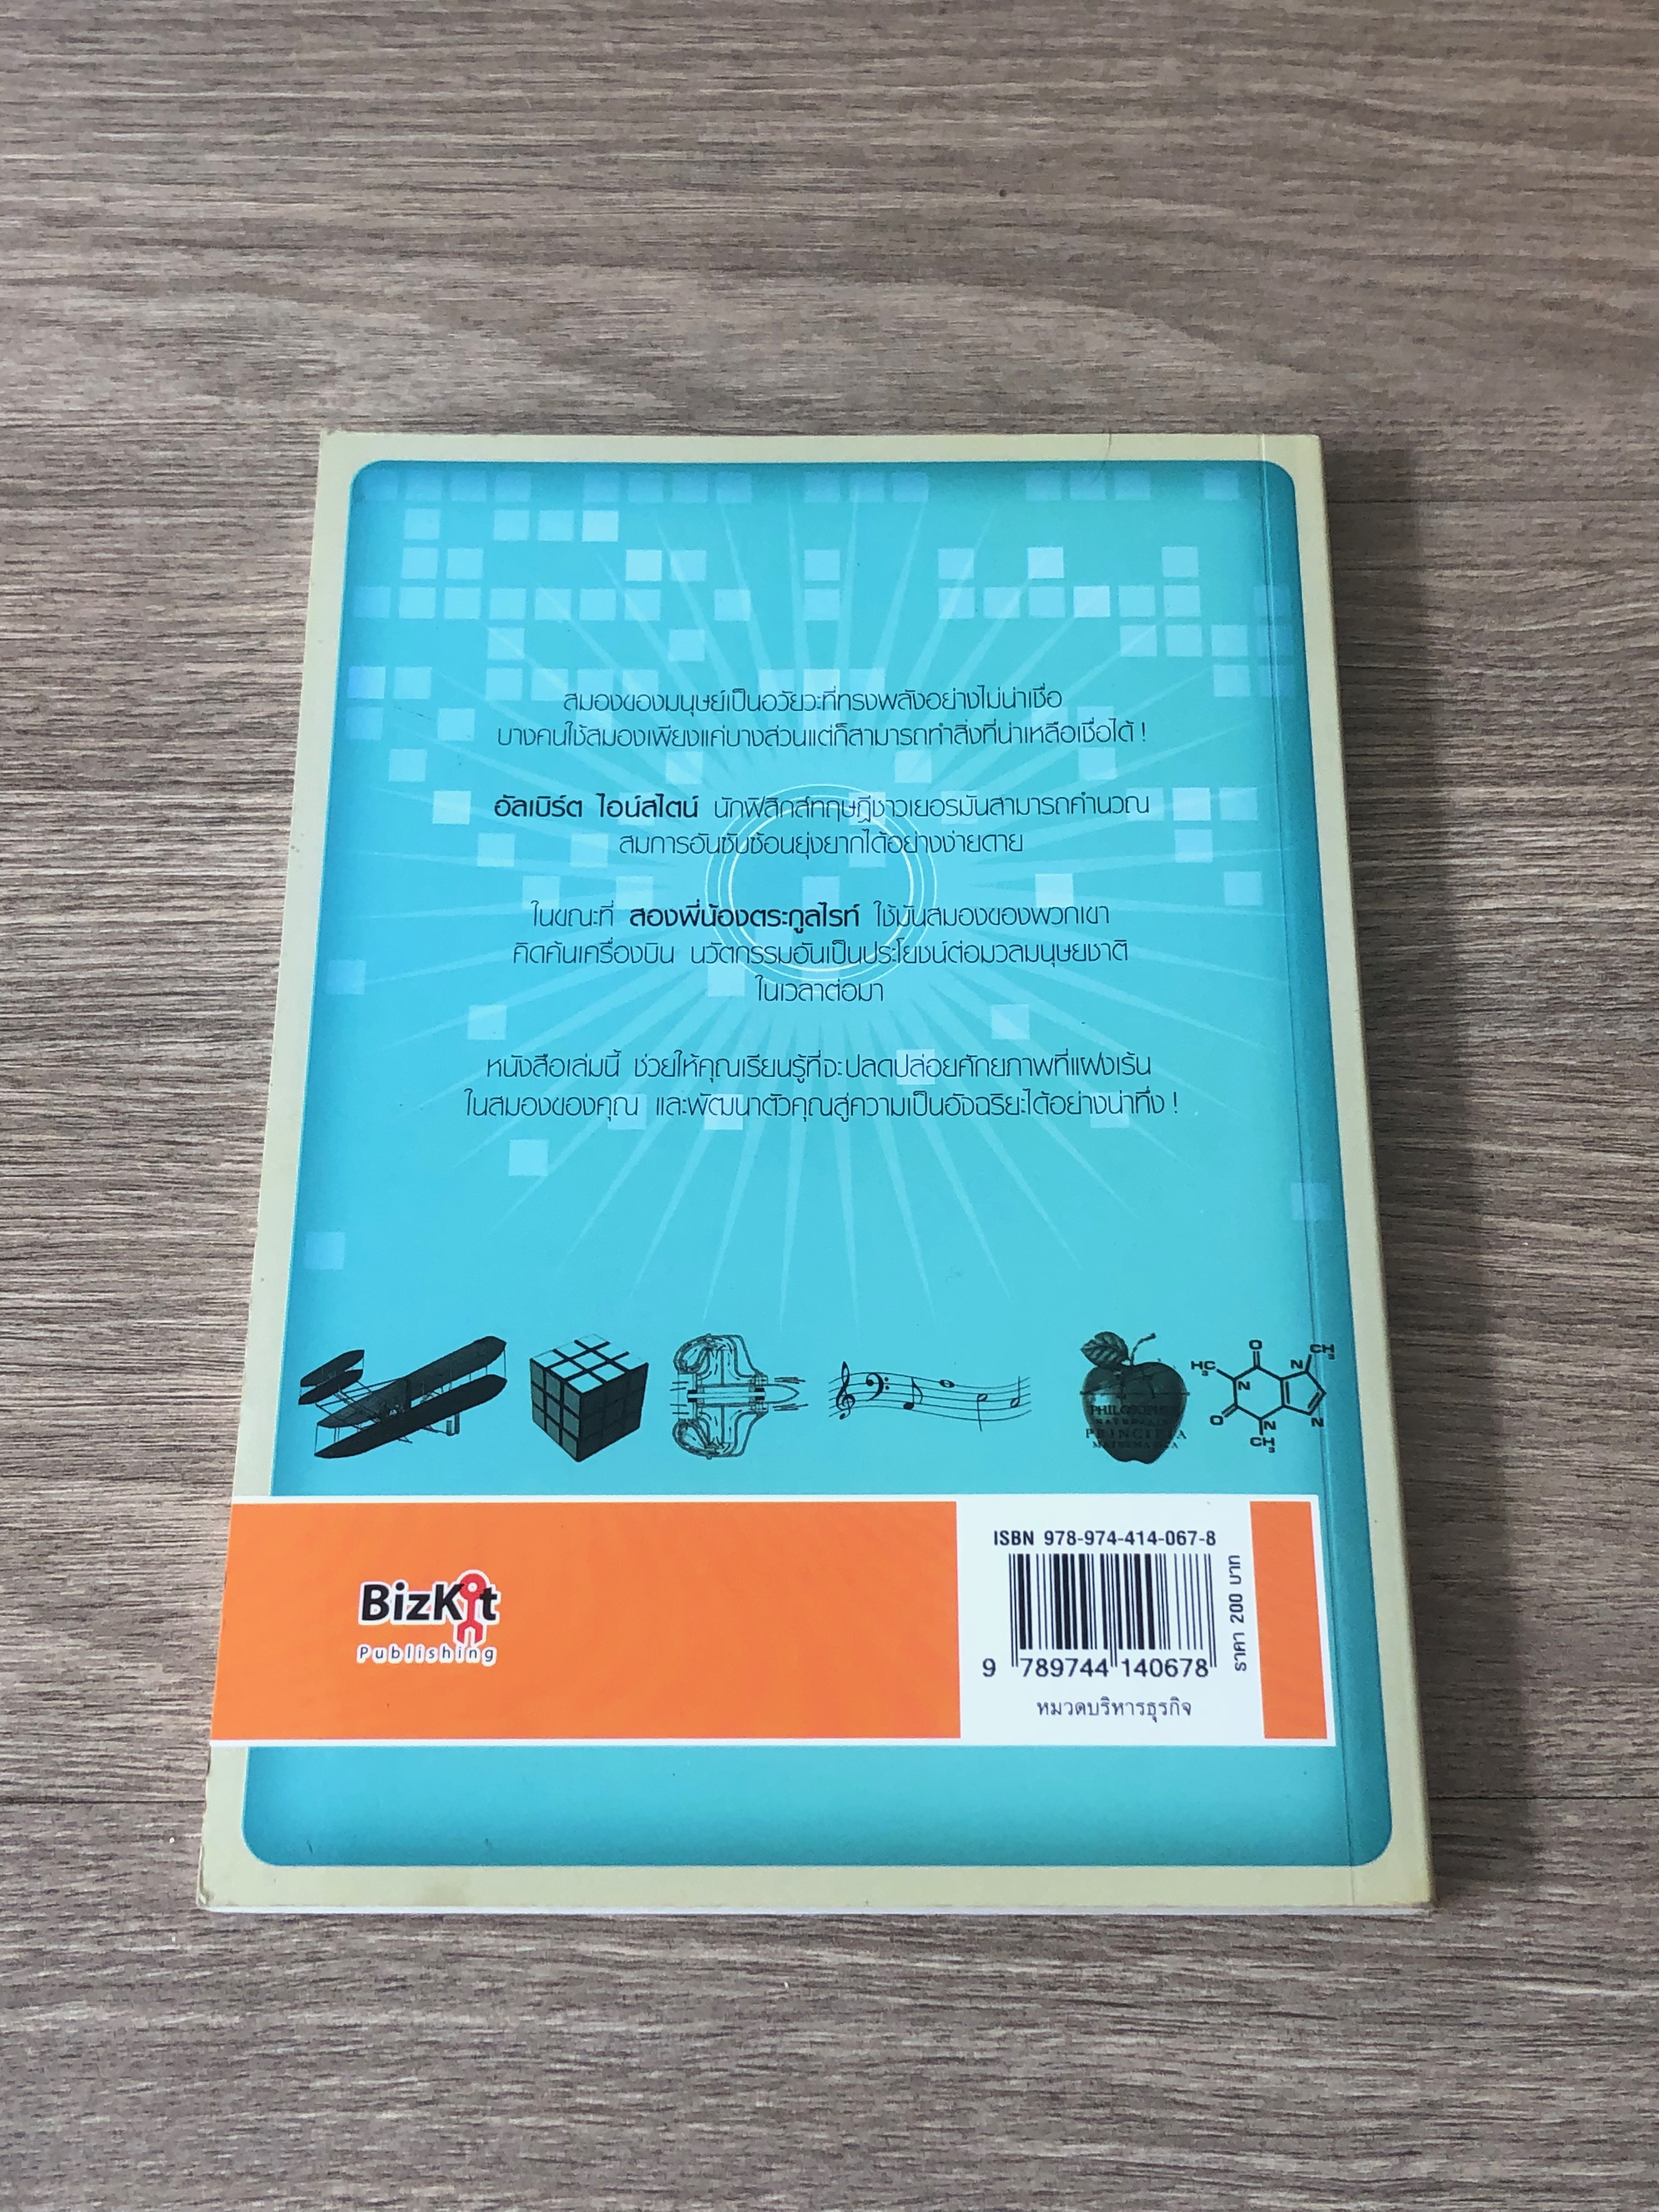 สมองของมนุษย์เป็นอวัยวะที่ทรงพลังอย่างไม่น่าเชื่อ
บางคนใช้สมองเพียงแค่บางส่วนแต่ก็สามารถทำสิ่งที่น่าเหลือเชื่อได้ !
อัลเบิร์ต ไอน์สไตน์ นักฟิสิกส์ทฤษฎีชาวเยอรมันสามารถคำนวณ
สมการอันซับซ้อนยุ่งยากได้อย่างง่ายดาย
ในขณะที่ สองพี่น้องตระกูลไรท์ ใช้มันสมองของพวกเขา
คิดค้นเครื่องบิน นวัตกรรมอันเป็นประโยชน์ต่อมวลมนุษยชาติ
ในเวลาต่อมา
หนังสือเล่มนี้ ช่วยให้คุณเรียนรู้ที่จะปลดปล่อยศักยภาพที่แฝงเร้น
ในสมองของคุณ และพัฒนาตัวคุณสู่ความเป็นอัจฉริยะได้อย่างน่าทึ่ง !
PRINCIPIA
O CH3
H3C N N
O N N
CH3
BizKit
Publishing
ISBN 978-974-414-067-8
9 789744 140678
ราคา 200 บาท
หมวดบริหารธุรกิจ